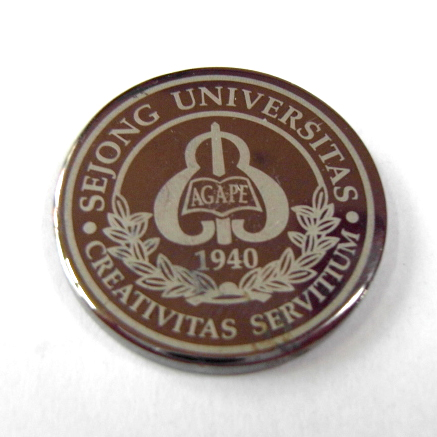 SEJONG UNIVERSITAS
AGAPE
1940
CREATIVITAS SERVITIUM